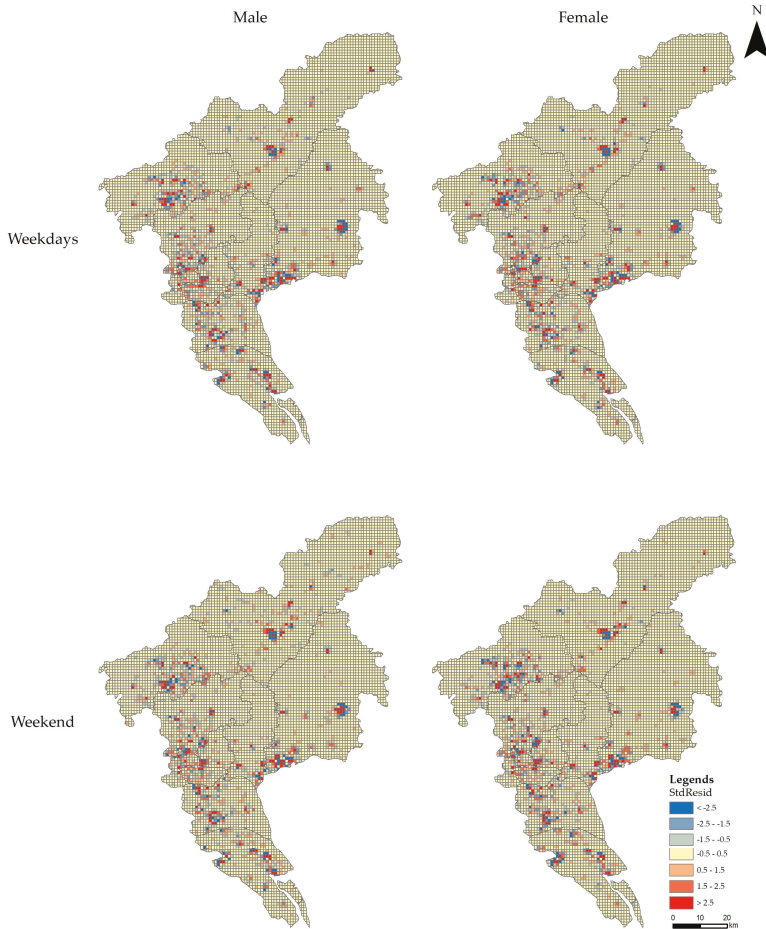 Male
Female
N
Weekdays
Weekend
Legends
StdResid
< -2.5
-2.5 - -1.5
-1.5 - -0.5
-0.5 - 0.5
0.5 - 1.5
1.5 - 2.5
> 2.5
0 10 20
km